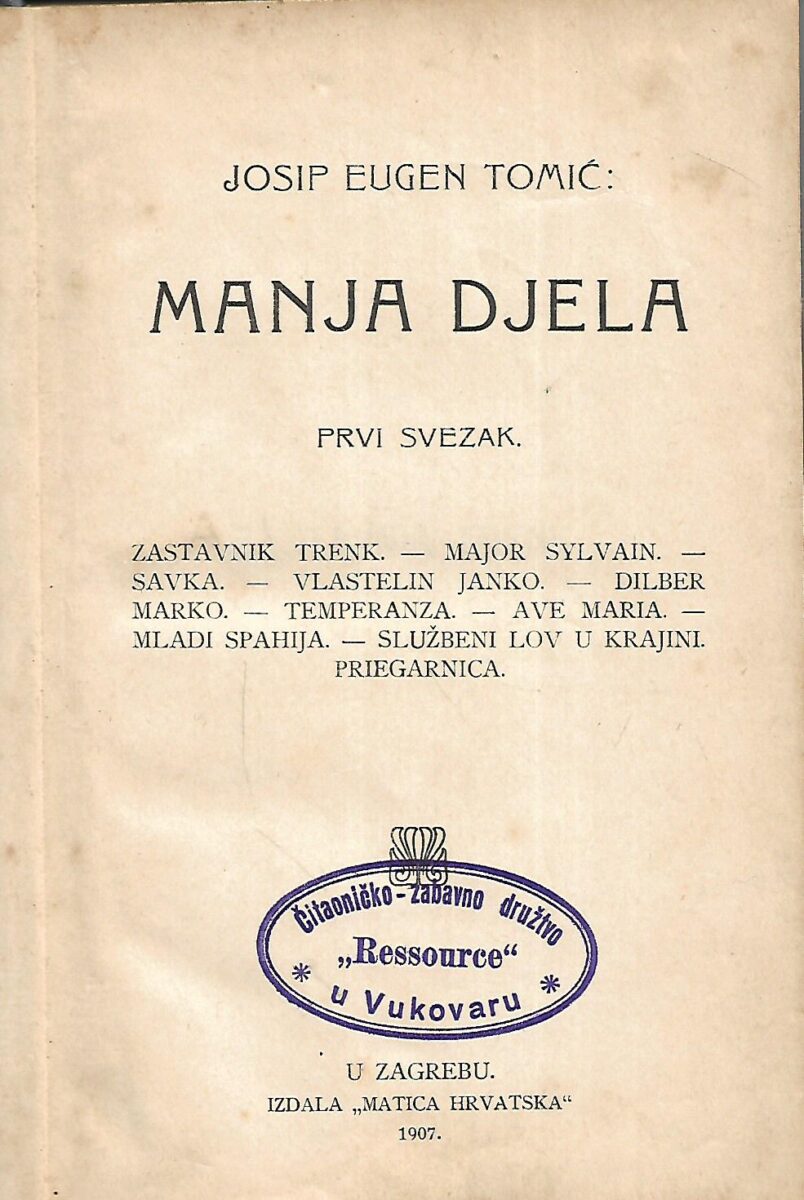 JOSIP EUGEN TOMIĆ:
MANJA DJELA
PRVI SVEZAK.
ZASTAVNIK TRENK. — MAJOR SYLVAIN. —
SAVKA. — VLASTELIN JANKO. — DILBER
MARKO. — TEMPERANZA. — AVE MARIA. —
MLADI SPAHIJA. — SLUŽBENI LOV U KRAJINI.
PRIEGARNICA.
Čitaoničko-zabavno družtvo
„Ressource“
* u Vukovaru *
U ZAGREBU.
IZDALA „MATICA HRVATSKA“
1907.